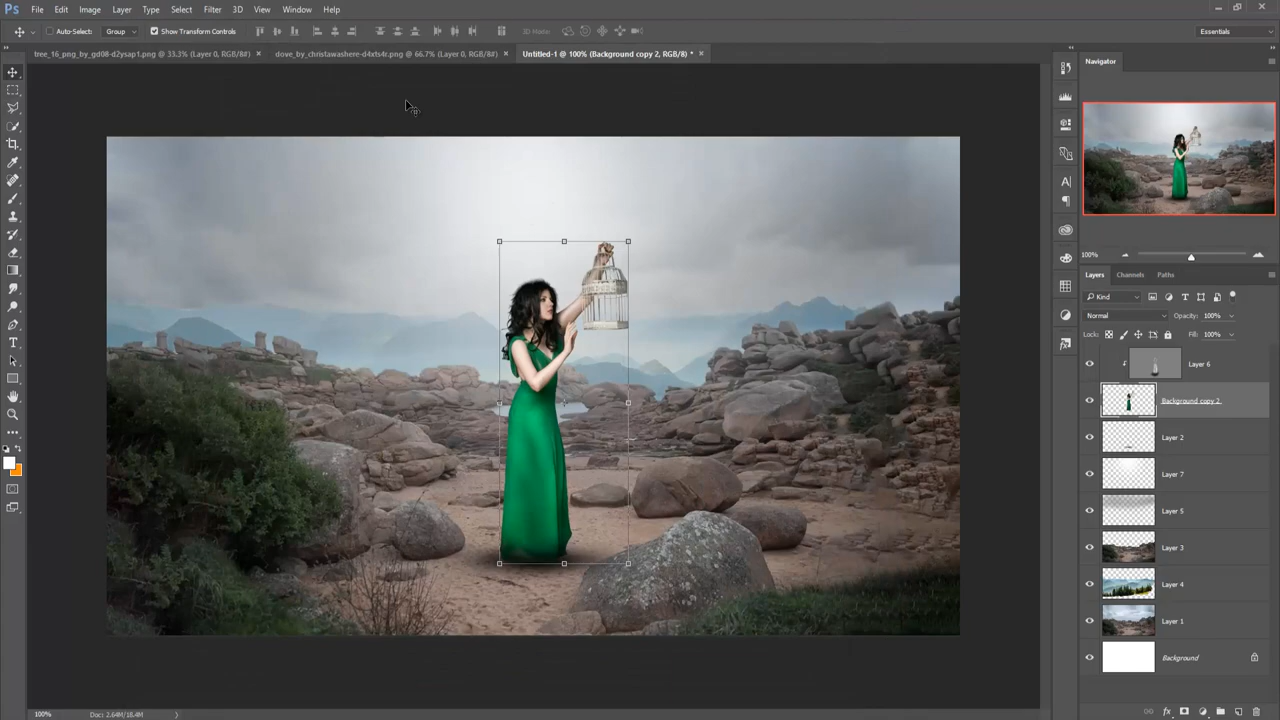 Ps File Edit Image Layer Type Select Filter 3D View Window Help
Auto-Select: Group Show Transform Controls 3D Mode: Essentials
tree_16_png_by_gd08-d2ysap1.png @ 33.3% (Layer 0, RGB/8#) × dove_by_christawashere-d4xts4r.png @ 66.7% (Layer 0, RGB/8#) × Untitled-1 @ 100% (Background copy 2, RGB/8) * ×
Navigator
100%
Layers Channels Paths
Kind
Normal Opacity: 100%
Lock: Fill: 100%
Layer 6
Background copy 2
Layer 2
Layer 7
Layer 5
Layer 3
Layer 4
Layer 1
Background
100% Doc: 2.64M/18.4M